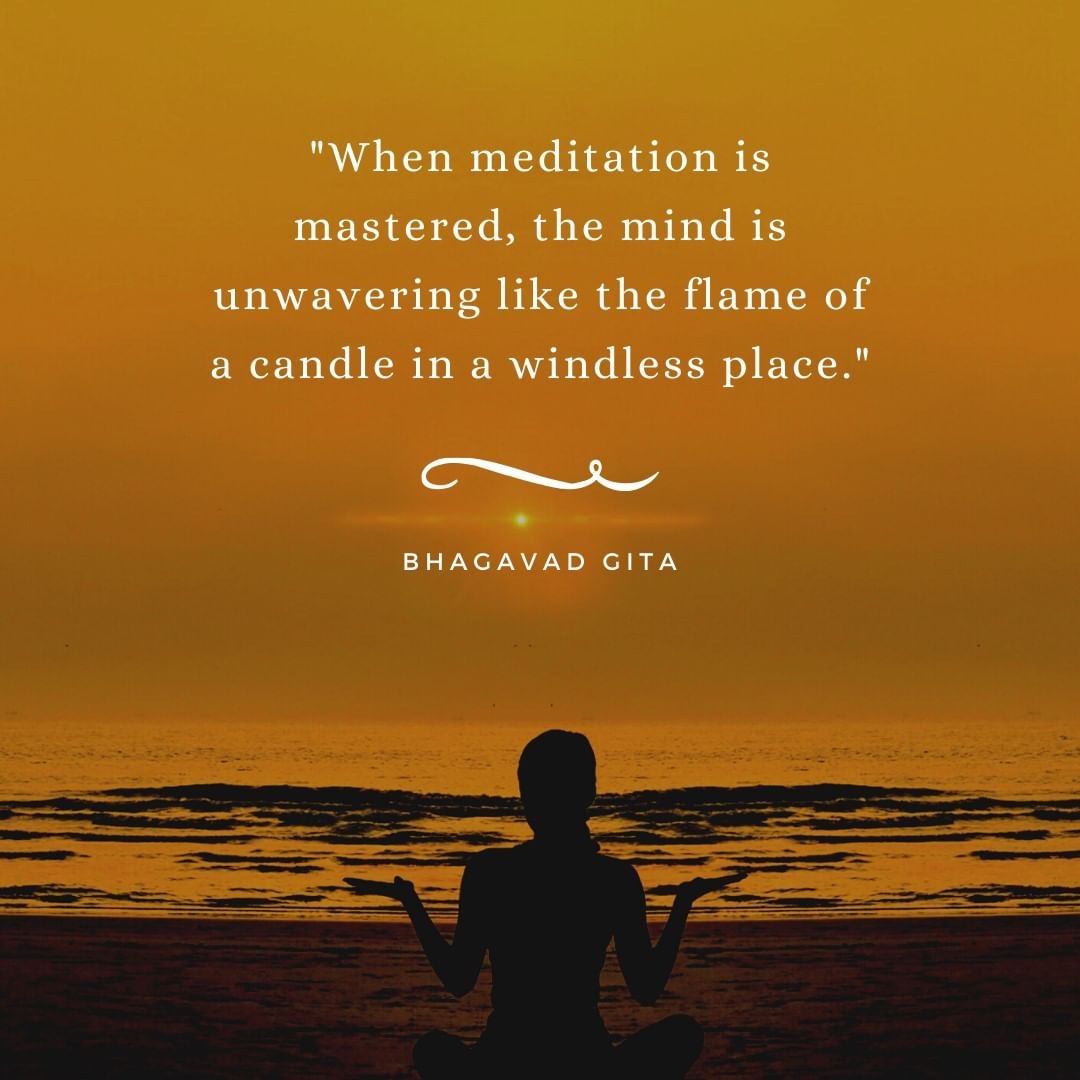 "When meditation is
mastered, the mind is
unwavering like the flame of
a candle in a windless place."
BHAGAVAD GITA